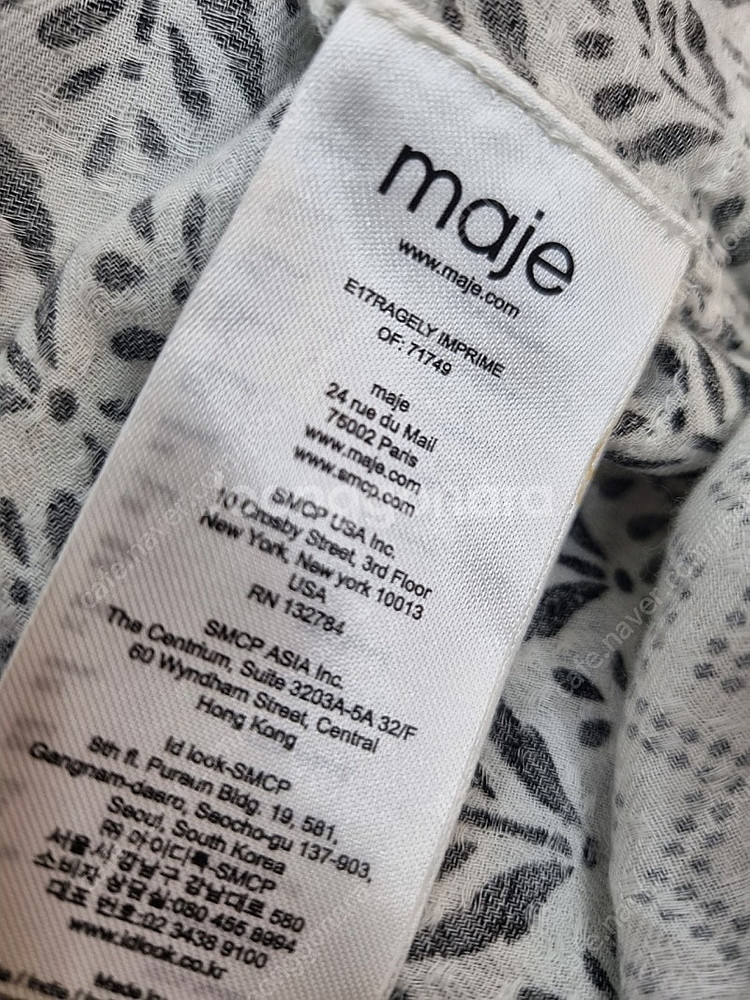 maje
www.maje.com
E17RAGELY IMPRIME
OF: 71749
maje
24 rue du Mail
75002 Paris
www.maje.com
www.smcp.com
SMCP USA Inc.
10 Crosby Street, 3rd Floor
New York, New york 10013
USA
RN 132784
SMCP ASIA Inc.
The Centrium, Suite 3203A-5A 32/F
60 Wyndham Street, Central
Hong Kong
Id look-SMCP
8th fl. Pureun Bldg. 19, 581,
Gangnam-daero, Seocho-gu 137-903,
Seoul, South Korea
㈜ 아이디룩-SMCP
서울시 강남구 강남대로 580
소비자 상담실:080 455 8994
대표 번호:02 3438 9100
www.idlook.co.kr
Made in